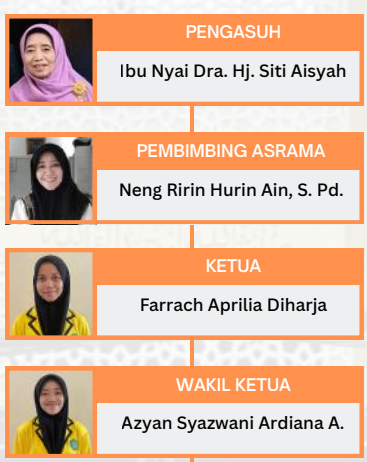 PENGASUH
Ibu Nyai Dra. Hj. Siti Aisyah
PEMBIMBING ASRAMA
Neng Ririn Hurin Ain, S. Pd.
KETUA
Farrach Aprilia Diharja
WAKIL KETUA
Azyan Syazwani Ardiana A.